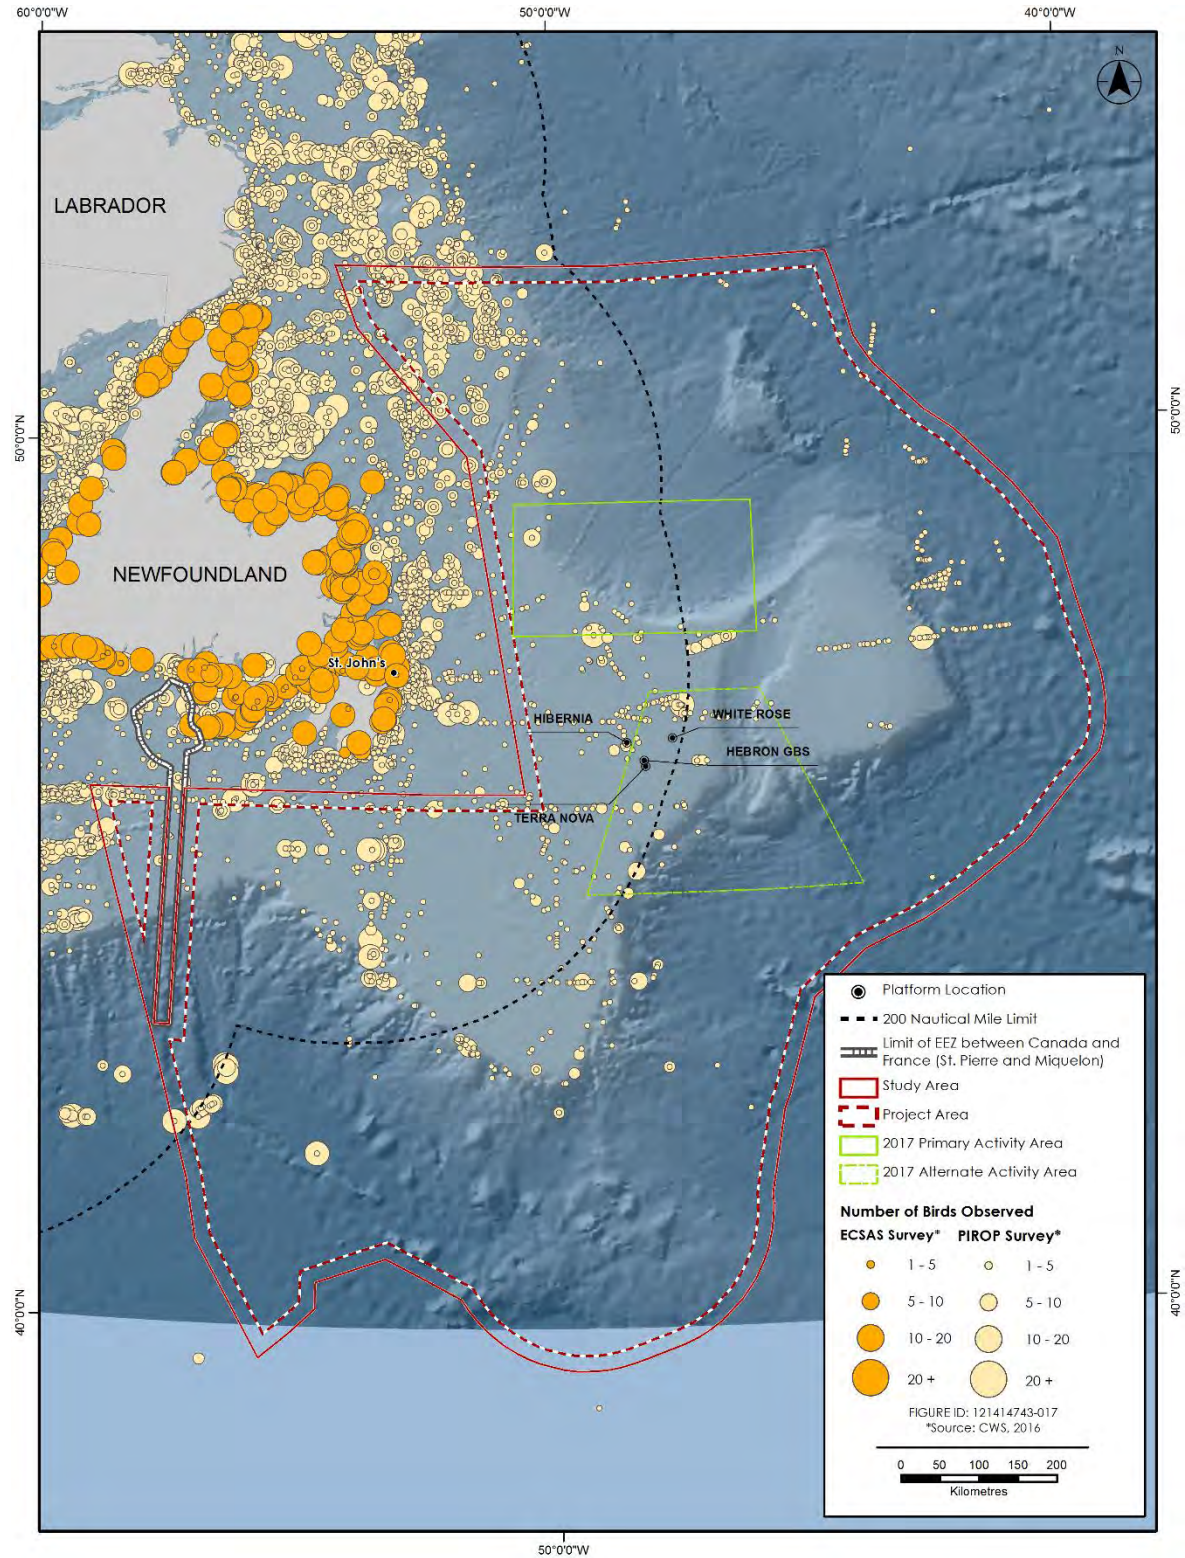 60°0'0"W
50°0'0"W
40°0'0"W
N
LABRADOR
50°0'0"N
50°0'0"N
NEWFOUNDLAND
St. John's
HIBERNIA
WHITE ROSE
HEBRON GBS
TERRA NOVA
Platform Location
200 Nautical Mile Limit
Limit of EEZ between Canada and
France (St. Pierre and Miquelon)
Study Area
Project Area
2017 Primary Activity Area
2017 Alternate Activity Area
Number of Birds Observed
ECSAS Survey* PIROP Survey*
1 - 5 1 - 5
5 - 10 5 - 10
10 - 20 10 - 20
20 + 20 +
FIGURE ID: 121414743-017
*Source: CWS, 2016
0 50 100 150 200
Kilometres
40°0'0"N
40°0'0"N
50°0'0"W